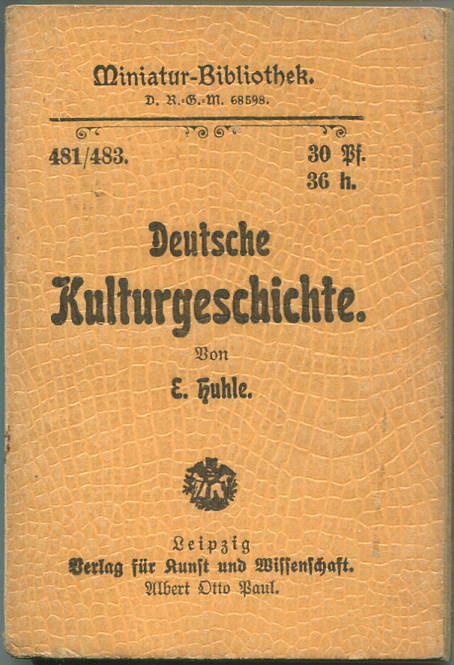 Miniatur-Bibliothek.
D. R.-G.-M. 68598.
481/483.
30 Pf.
36 h.
Deutsche
Kulturgeschichte.
Von
E. Huhle.
Leipzig
Verlag für Kunst und Wissenschaft.
Albert Otto Paul.